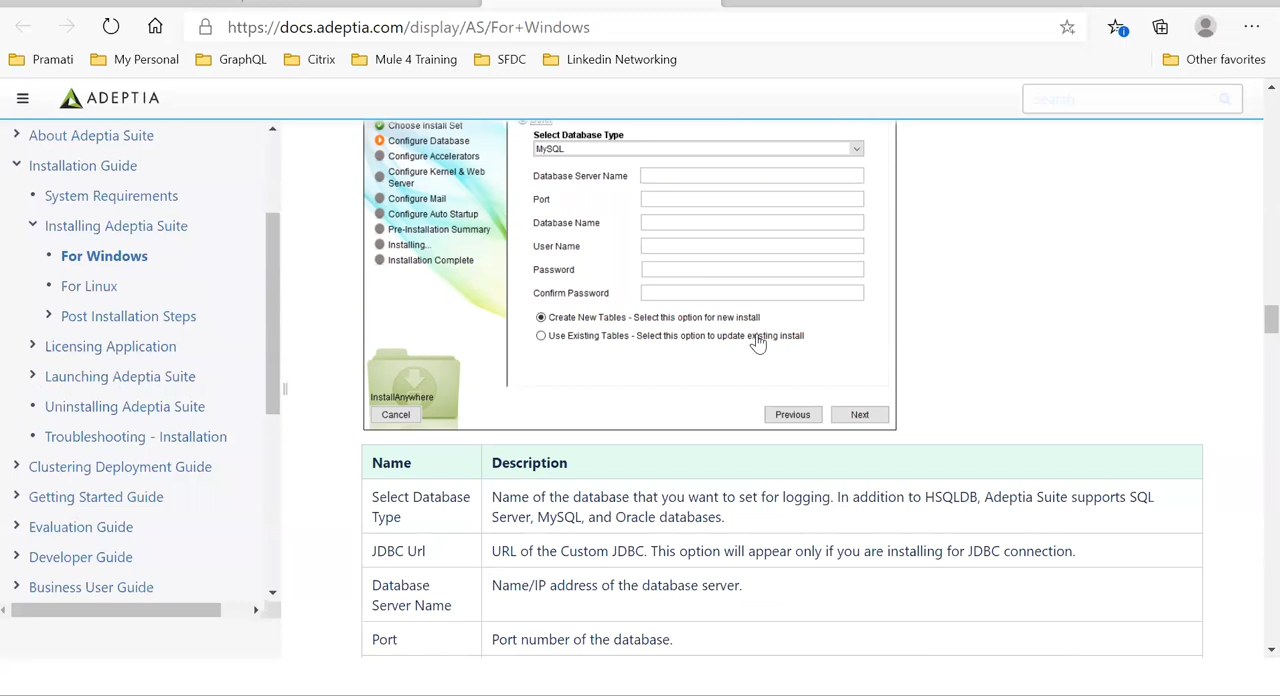 https://docs.adeptia.com/display/AS/For+Windows
Pramati My Personal GraphQL Citrix Mule 4 Training SFDC Linkedin Networking Other favorites
ADEPTIA
About Adeptia Suite
Installation Guide
System Requirements
Installing Adeptia Suite
For Windows
For Linux
Post Installation Steps
Licensing Application
Launching Adeptia Suite
Uninstalling Adeptia Suite
Troubleshooting - Installation
Clustering Deployment Guide
Getting Started Guide
Evaluation Guide
Developer Guide
Business User Guide
Choose Install Set
Configure Database
Configure Accelerators
Configure Kernel & Web
Server
Configure Mail
Configure Auto Startup
Pre-Installation Summary
Installing...
Installation Complete
InstallAnywhere
Cancel
Select Database Type
MySQL
Database Server Name
Port
Database Name
User Name
Password
Confirm Password
Create New Tables - Select this option for new install
Use Existing Tables - Select this option to update existing install
Previous Next
Name Description
Select Database Name of the database that you want to set for logging. In addition to HSQLDB, Adeptia Suite supports SQL
Type Server, MySQL, and Oracle databases.
JDBC Url URL of the Custom JDBC. This option will appear only if you are installing for JDBC connection.
Database Name/IP address of the database server.
Server Name
Port Port number of the database.